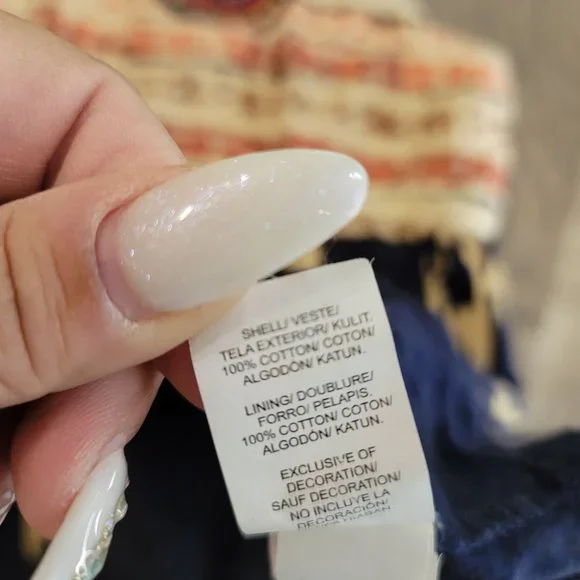 SHELL/ VESTE/
TELA EXTERIOR/ KULIT.
100% COTTON/ COTON/
ALGODÓN/ KATUN.
LINING/ DOUBLURE/
FORRO/ PELAPIS.
100% COTTON/ COTON/
ALGODÓN/ KATUN.
EXCLUSIVE OF
DECORATION/
SAUF DECORATION/
NO INCLUYE LA
DECORACIÓN/